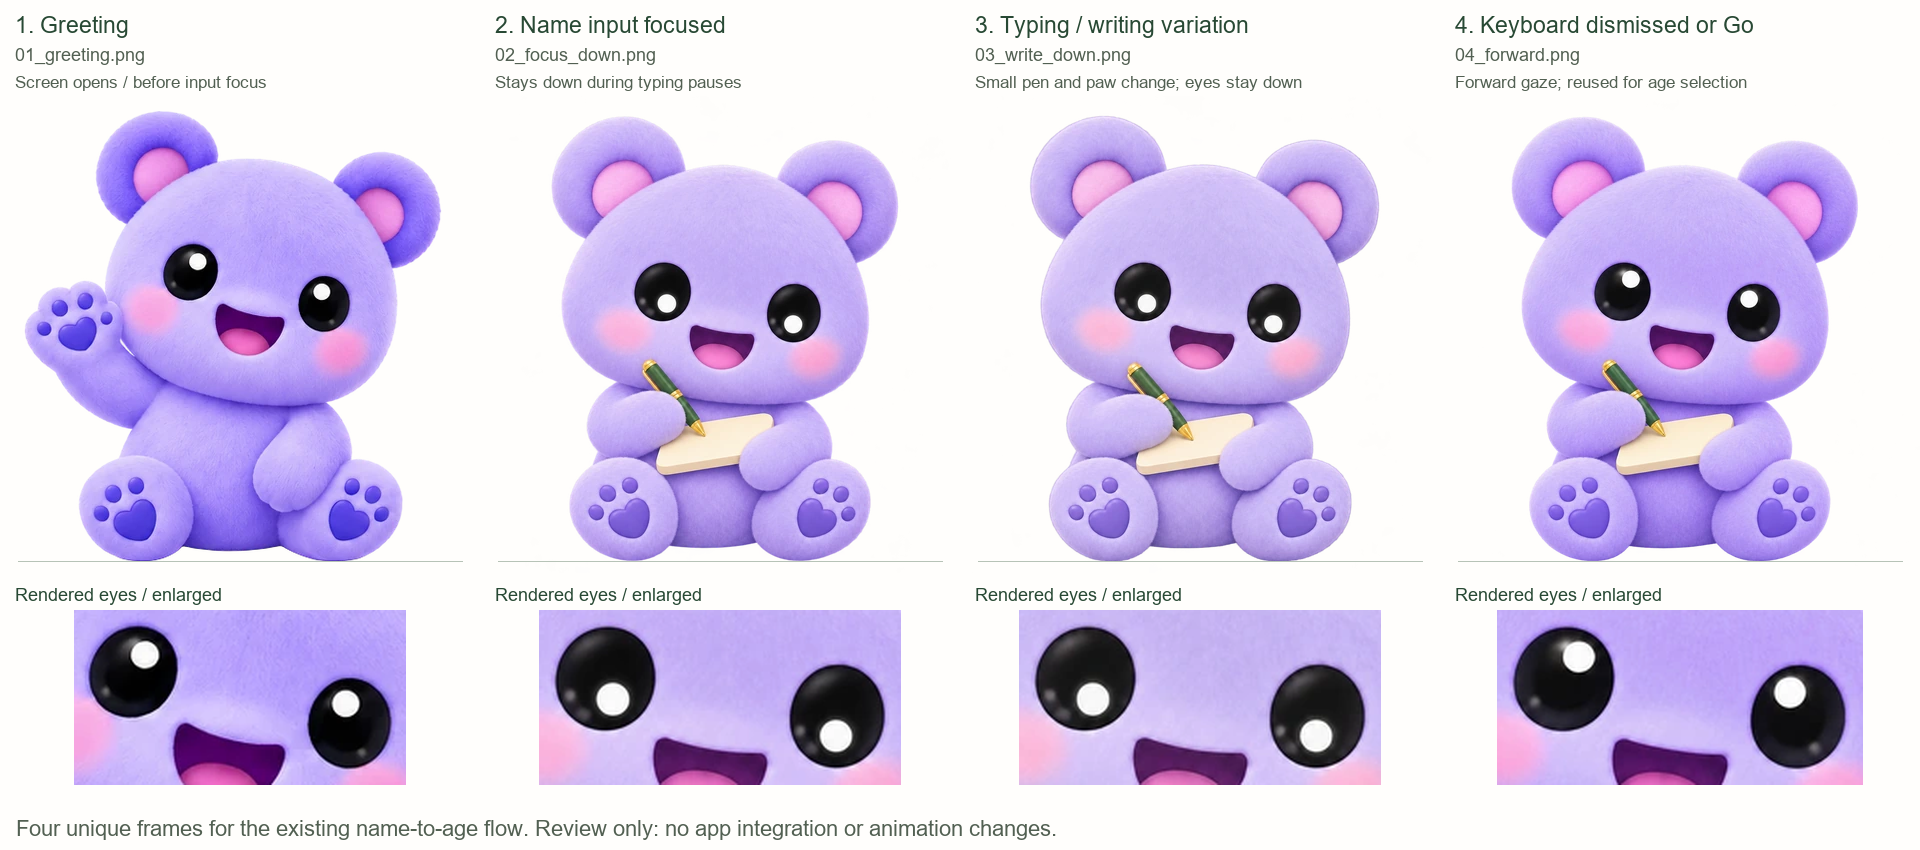 1. Greeting
01_greeting.png
Screen opens / before input focus
2. Name input focused
02_focus_down.png
Stays down during typing pauses
3. Typing / writing variation
03_write_down.png
Small pen and paw change; eyes stay down
4. Keyboard dismissed or Go
04_forward.png
Forward gaze; reused for age selection
Rendered eyes / enlarged
Rendered eyes / enlarged
Rendered eyes / enlarged
Rendered eyes / enlarged
Four unique frames for the existing name-to-age flow. Review only: no app integration or animation changes.